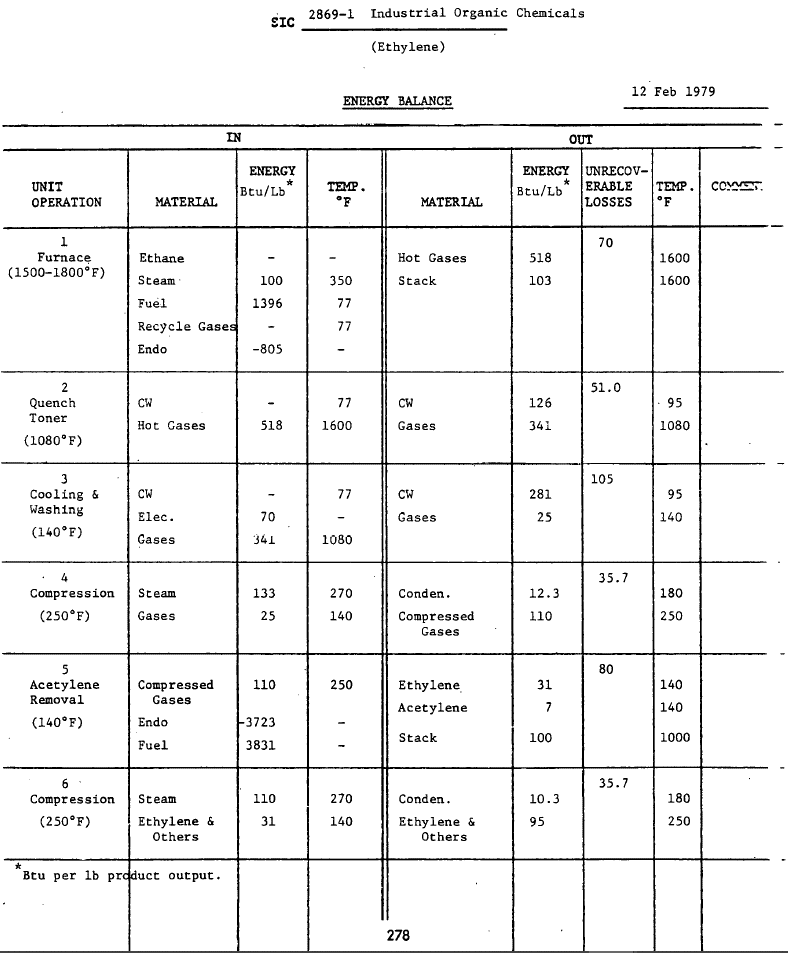 SIC 2869-1 Industrial Organic Chemicals
(Ethylene)
12 Feb 1979
ENERGY BALANCE
IN OUT
UNIT OPERATION MATERIAL ENERGY Btu/Lb* TEMP. °F MATERIAL ENERGY Btu/Lb* UNRECOV-ERABLE LOSSES TEMP. °F COMMENT.
1 70
Furnace Ethane - - Hot Gases 518 1600
(1500-1800°F) Steam 100 350 Stack 103 1600
Fuel 1396 77
Recycle Gases - 77
Endo -805 -
2 51.0
Quench CW - 77 CW 126 95
Toner Hot Gases 518 1600 Gases 341 1080
(1080°F)
3 105
Cooling & CW - 77 CW 281 95
Washing Elec. 70 - Gases 25 140
(140°F) Gases 341 1080
4 35.7
Compression Steam 133 270 Conden. 12.3 180
(250°F) Gases 25 140 Compressed 110 250
Gases
5 80
Acetylene Compressed 110 250 Ethylene 31 140
Removal Gases Acetylene 7 140
(140°F) Endo -3723 -
Stack 100 1000
Fuel 3831 -
6 35.7
Compression Steam 110 270 Conden. 10.3 180
(250°F) Ethylene & 31 140 Ethylene & 95 250
Others Others
*Btu per lb product output.
278